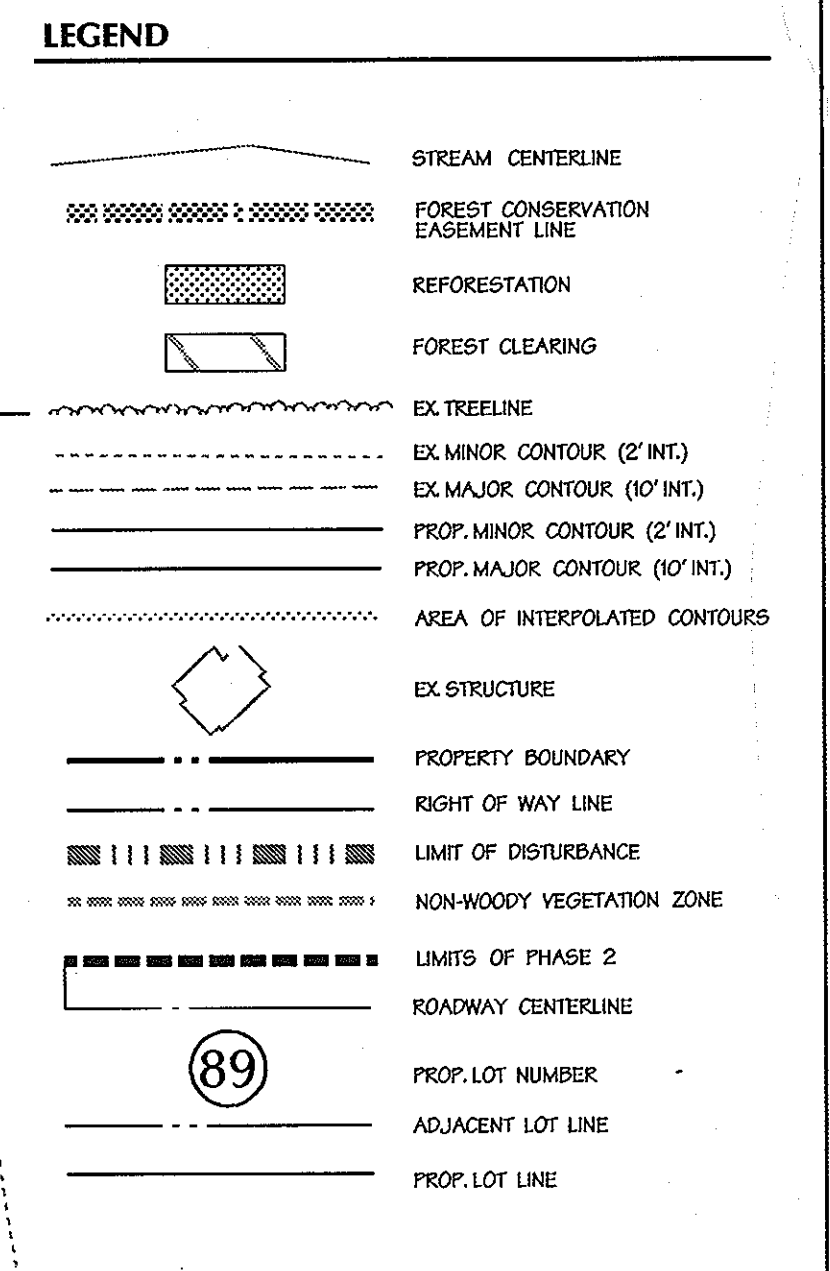 LEGEND
STREAM CENTERLINE
FOREST CONSERVATION
EASEMENT LINE
REFORESTATION
FOREST CLEARING
EX. TREELINE
EX. MINOR CONTOUR (2' INT.)
EX. MAJOR CONTOUR (10' INT.)
PROP. MINOR CONTOUR (2' INT.)
PROP. MAJOR CONTOUR (10' INT.)
AREA OF INTERPOLATED CONTOURS
EX. STRUCTURE
PROPERTY BOUNDARY
RIGHT OF WAY LINE
LIMIT OF DISTURBANCE
NON-WOODY VEGETATION ZONE
LIMITS OF PHASE 2
ROADWAY CENTERLINE
89 PROP. LOT NUMBER
ADJACENT LOT LINE
PROP. LOT LINE